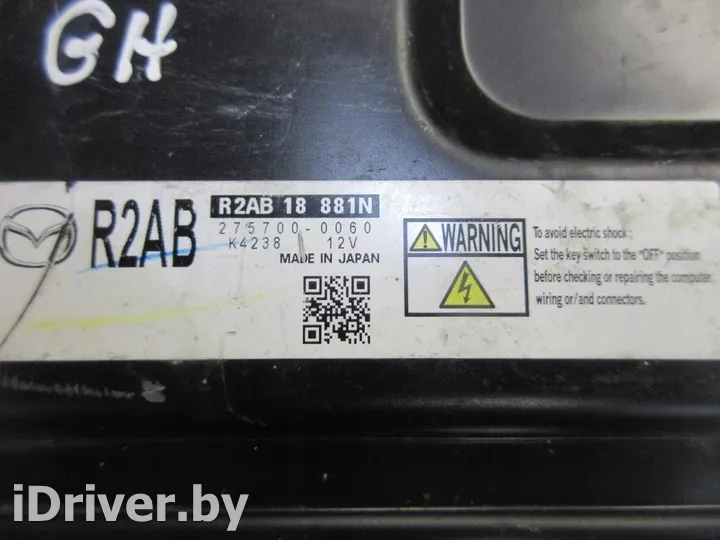 GH
R2AB
R2AB 18 881N
275700-0060
K4238 12V
MADE IN JAPAN
WARNING
To avoid electric shock ;
Set the key switch to the "OFF" position
before checking or repairing the computer
wiring or/and connectors.
iDriver.by